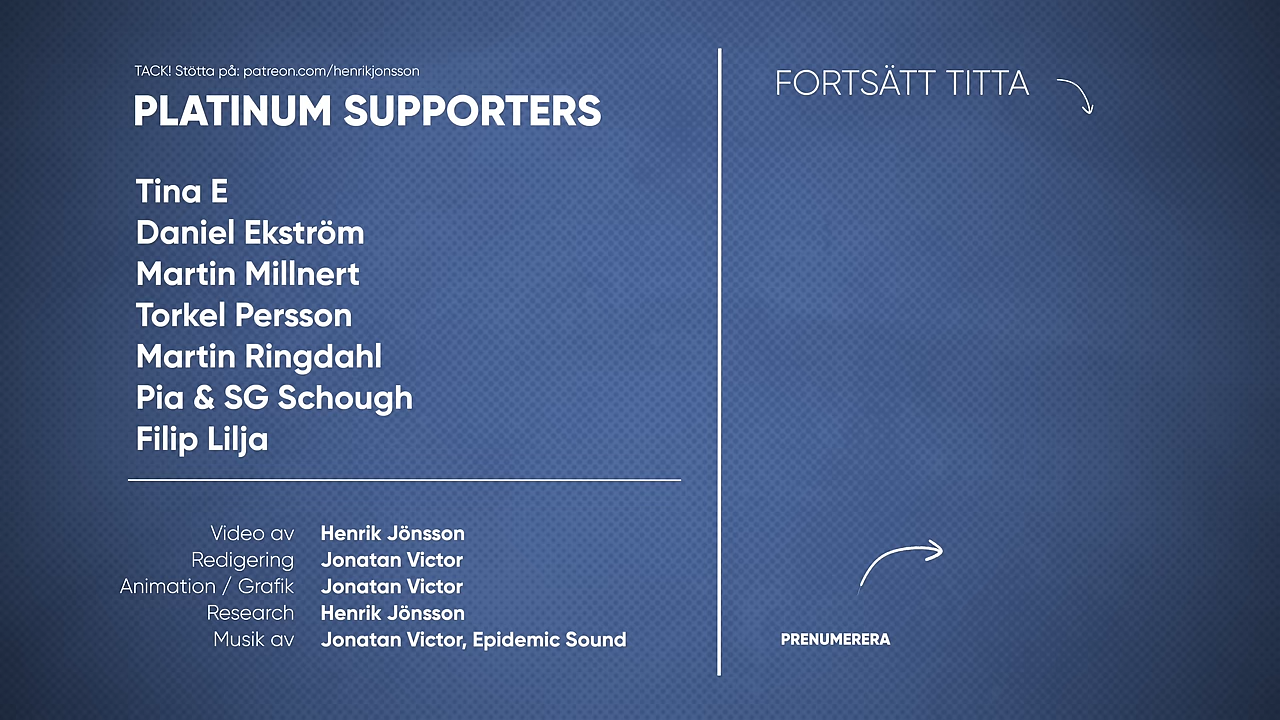 TACK! Stötta på: patreon.com/henrikjonsson
PLATINUM SUPPORTERS
Tina E
Daniel Ekström
Martin Millnert
Torkel Persson
Martin Ringdahl
Pia & SG Schough
Filip Lilja
Video av Henrik Jönsson
Redigering Jonatan Victor
Animation / Grafik Jonatan Victor
Research Henrik Jönsson
Musik av Jonatan Victor, Epidemic Sound
FORTSÄTT TITTA
PRENUMERERA